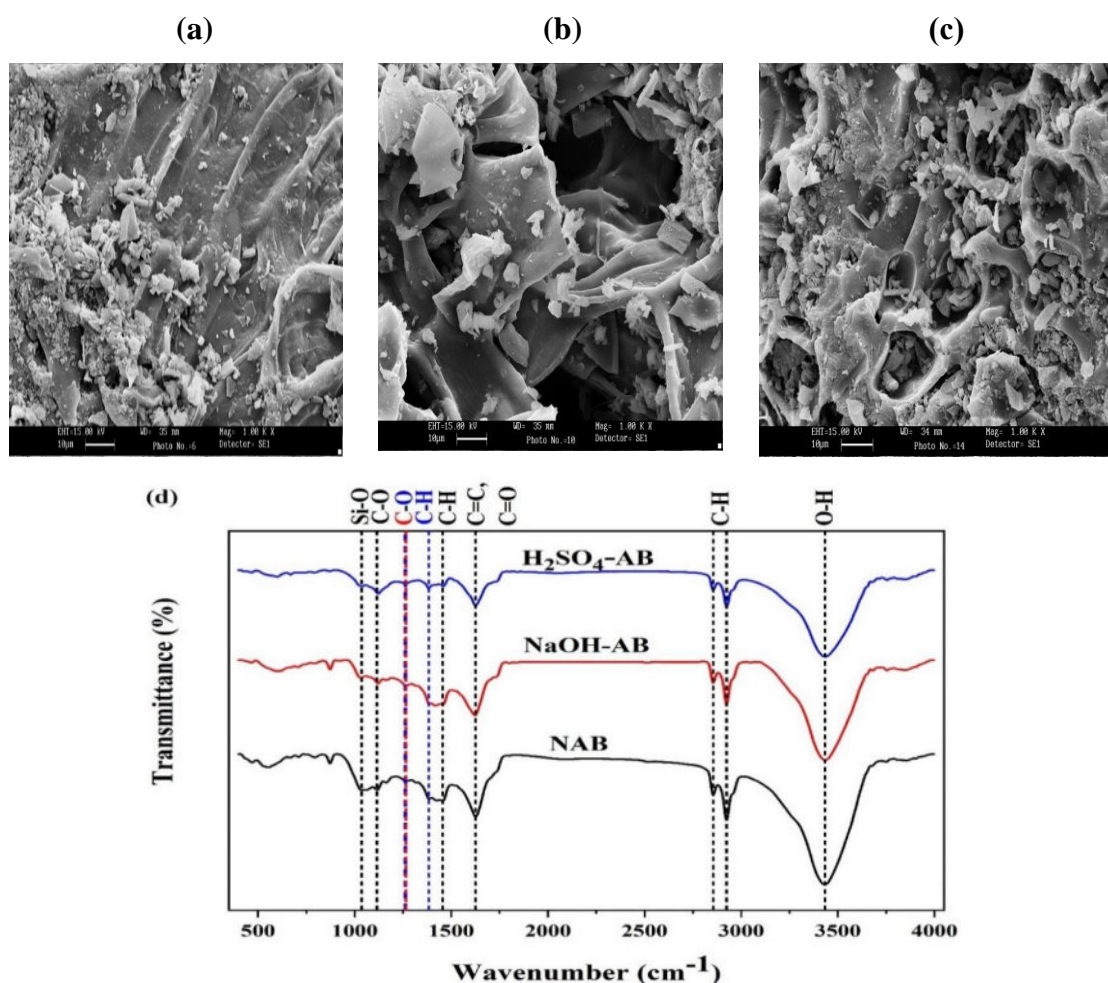 (a) (b) (c)
EHT=15.00 kV WD= 35 mm Mag= 1.00 K X
10μm Photo No.=6 Detector= SE1
EHT=15.00 kV WD= 35 mm Mag= 1.00 K X
10μm Photo No.=10 Detector= SE1
EHT=15.00 kV WD= 34 mm Mag= 1.00 K X
10μm Photo No.=14 Detector= SE1
(d)
Si-O
C-O
C-O
C-H
C-H
C=C,
C=O
C-H
O-H
H₂SO₄-AB
NaOH-AB
NAB
Transmittance (%)
500 1000 1500 2000 2500 3000 3500 4000
Wavenumber (cm⁻¹)